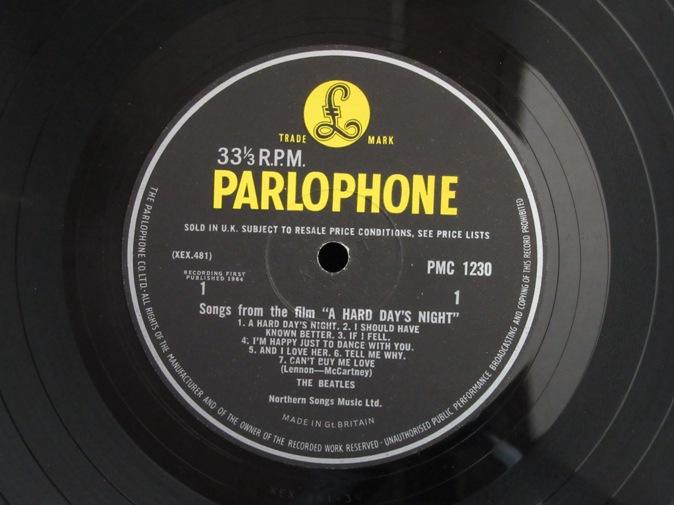 TRADE MARK
33⅓ R.P.M.
PARLOPHONE
SOLD IN U.K. SUBJECT TO RESALE PRICE CONDITIONS, SEE PRICE LISTS
(XEX.481)
PMC 1230
RECORDING FIRST
PUBLISHED 1964
1
1
Songs from the film "A HARD DAY'S NIGHT"
1. A HARD DAY'S NIGHT. 2. I SHOULD HAVE
KNOWN BETTER. 3. IF I FELL.
4. I'M HAPPY JUST TO DANCE WITH YOU.
5. AND I LOVE HER. 6. TELL ME WHY.
7. CAN'T BUY ME LOVE
(Lennon—McCartney)
THE BEATLES
Northern Songs Music Ltd.
MADE IN Gt. BRITAIN
THE PARLOPHONE CO LTD · ALL RIGHTS OF THE MANUFACTURER AND OF THE OWNER OF THE RECORDED WORK RESERVED · UNAUTHORISED PUBLIC PERFORMANCE BROADCASTING AND COPYING OF THIS RECORD PROHIBITED